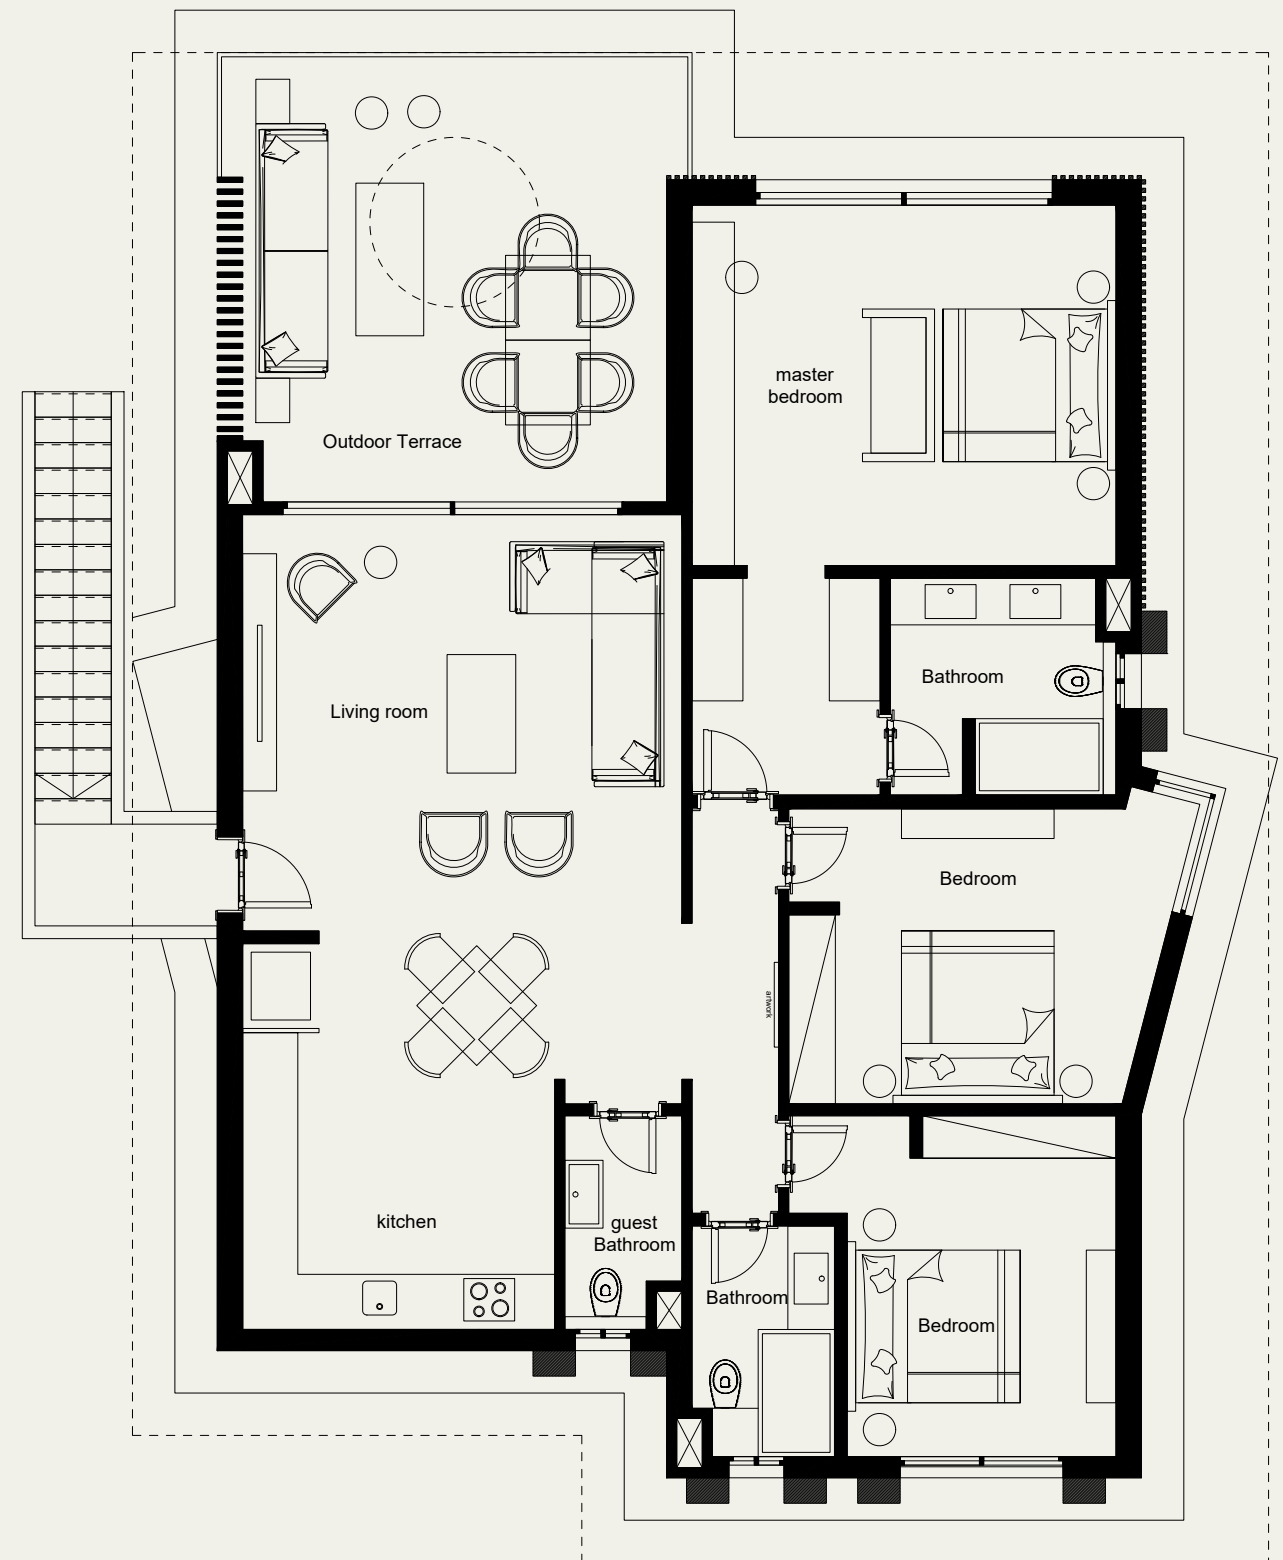 master
bedroom
Outdoor Terrace
Bathroom
Living room
Bedroom
artwork
kitchen
guest
Bathroom
Bathroom
Bedroom